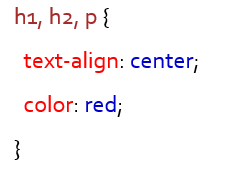 h1, h2, p {
text-align: center;
color: red;
}